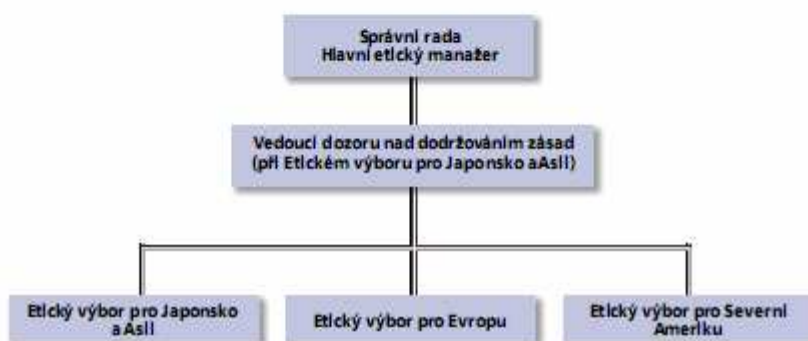 Správní rada
Hlavní etický manažer
Vedoucí dozoru nad dodržováním zásad
(při Etickém výboru pro Japonsko aAsii)
Etický výbor pro Japonsko
a Asii
Etický výbor pro Evropu
Etický výbor pro Severní
Ameriku